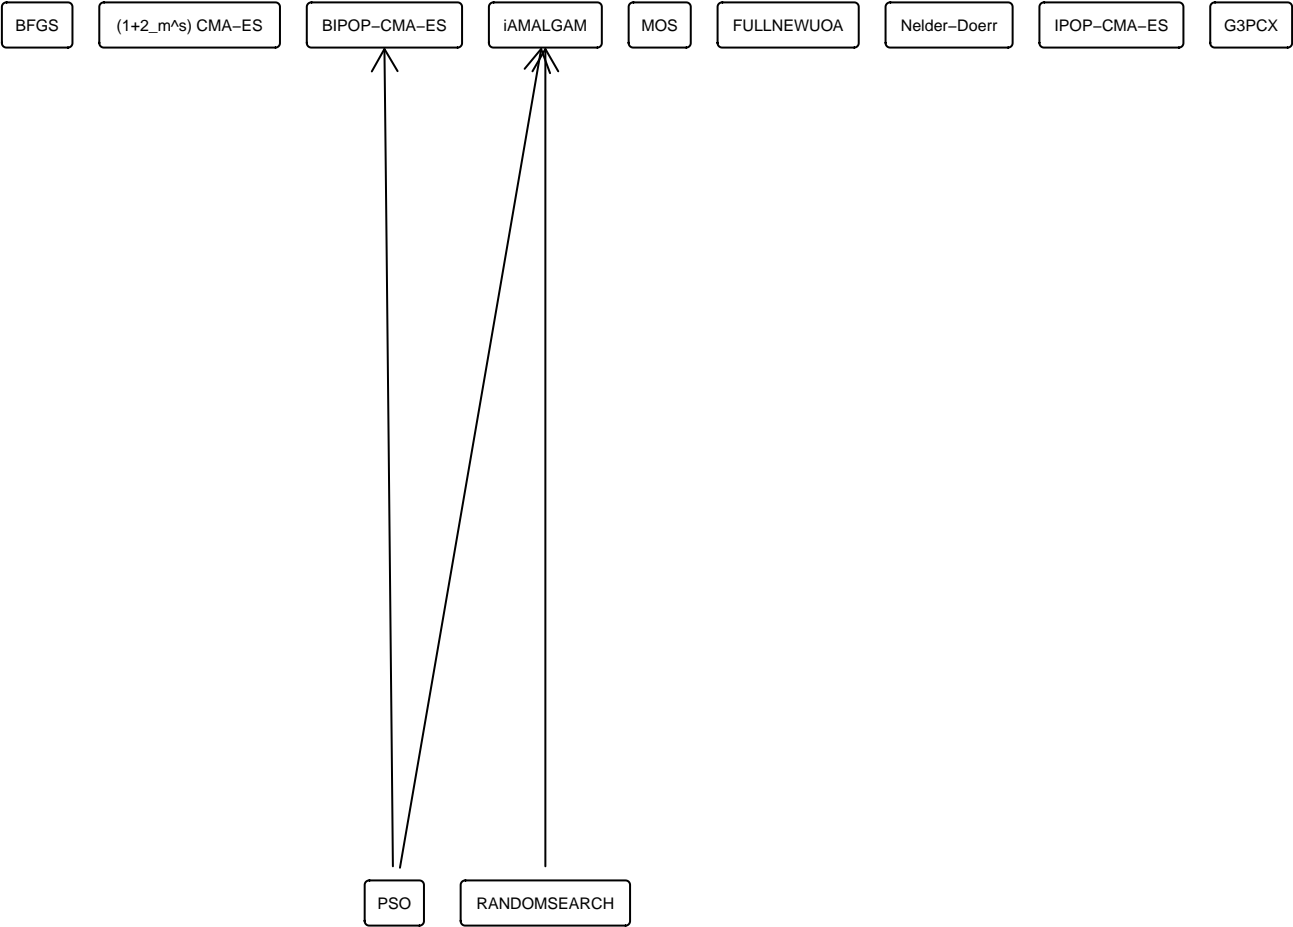 BFGS
(1+2_m^s) CMA−ES
BIPOP−CMA−ES
iAMALGAM
MOS
FULLNEWUOA
Nelder−Doerr
IPOP−CMA−ES
G3PCX
PSO
RANDOMSEARCH